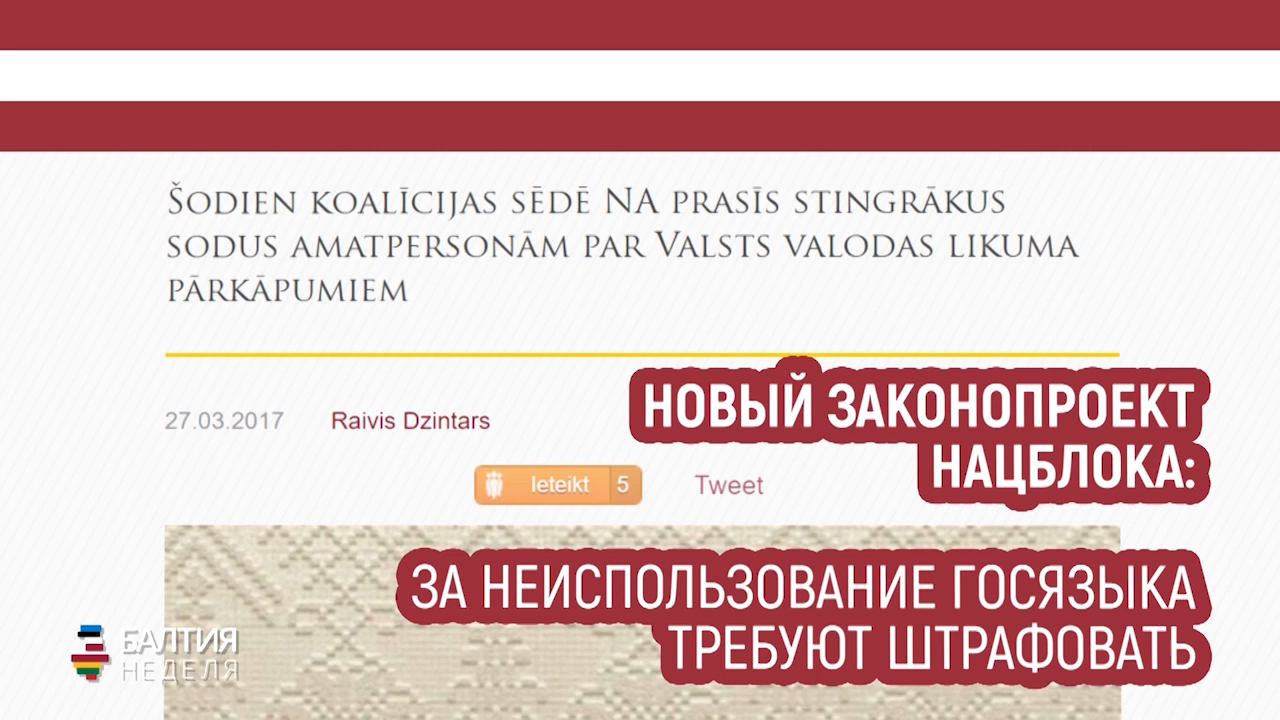 Šodien koalīcijas sēdē NA prasīs stingrākus
sodus amatpersonām par Valsts valodas likuma
pārkāpumiem
27.03.2017 Raivis Dzintars
Ieteikt 5 Tweet
НОВЫЙ ЗАКОНОПРОЕКТ
НАЦБЛОКА:
ЗА НЕИСПОЛЬЗОВАНИЕ ГОСЯЗЫКА
ТРЕБУЮТ ШТРАФОВАТЬ
БАЛТИЯ
НЕДЕЛЯ